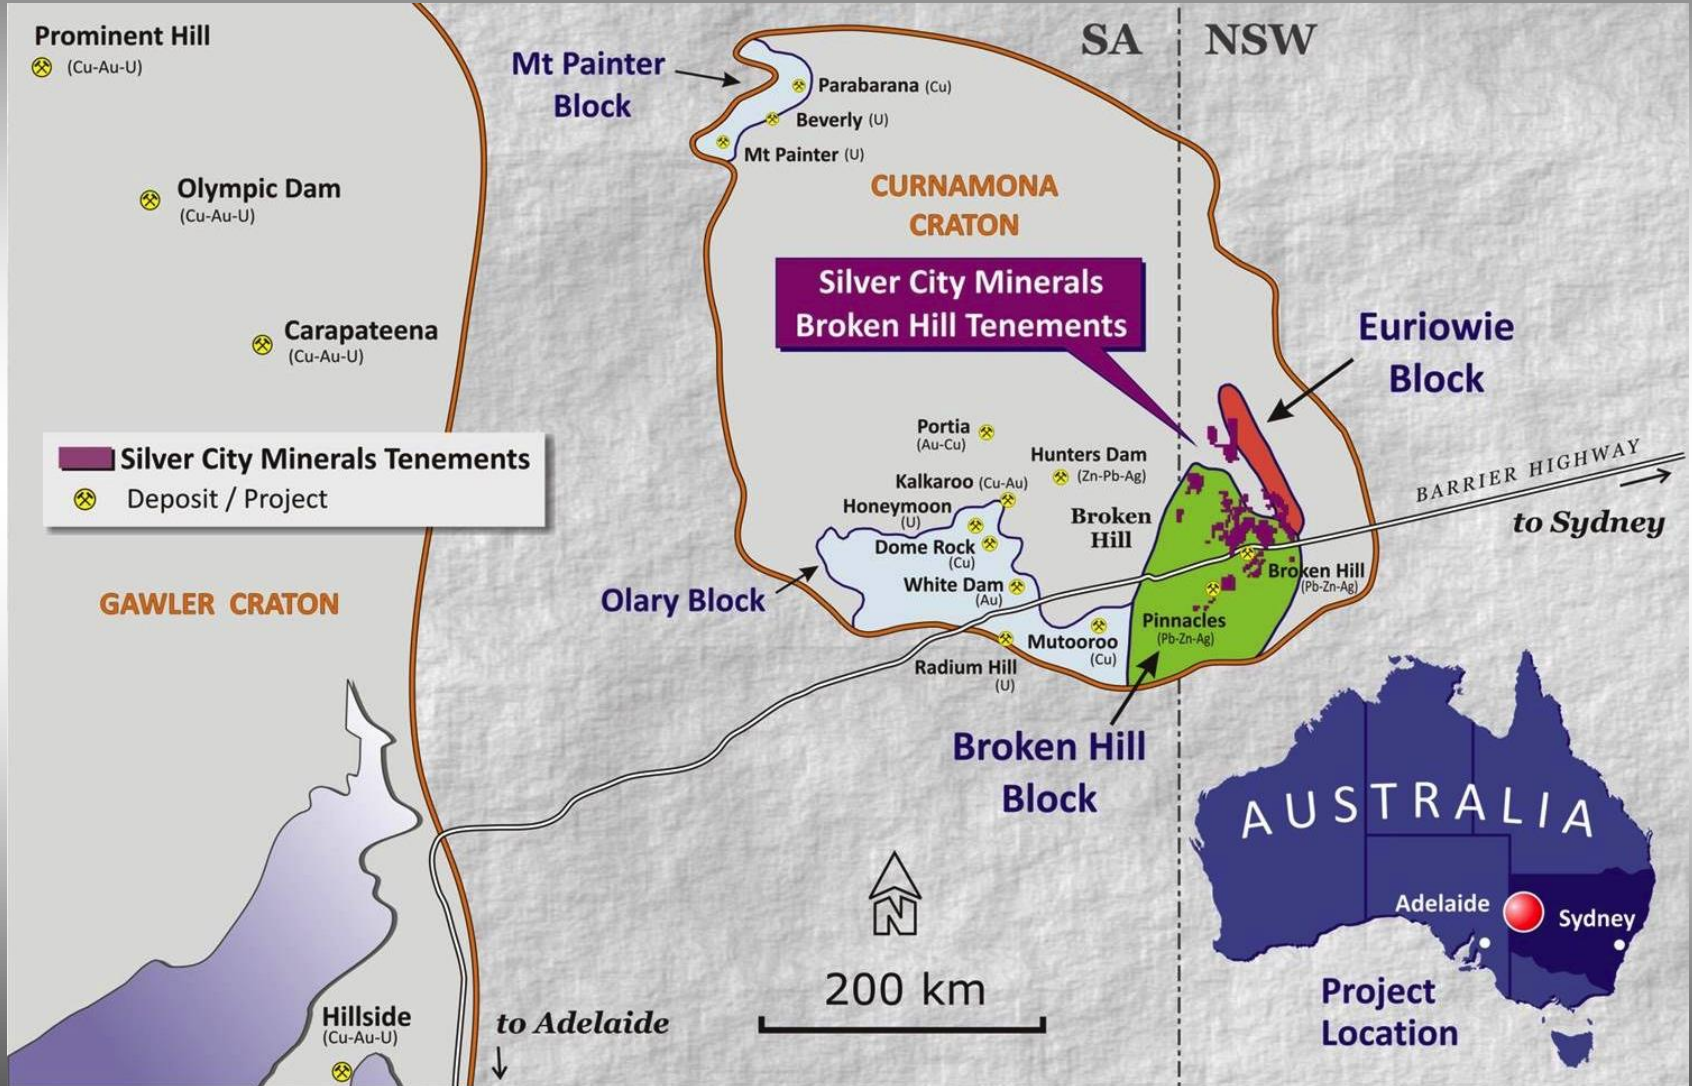 Prominent Hill
(Cu-Au-U)
Olympic Dam
(Cu-Au-U)
Carapateena
(Cu-Au-U)
Silver City Minerals Tenements
Deposit / Project
GAWLER CRATON
Hillside
(Cu-Au-U)
to Adelaide
Mt Painter
Block
Parabarana (Cu)
Beverly (U)
Mt Painter (U)
SA
NSW
CURNAMONA
CRATON
Silver City Minerals
Broken Hill Tenements
Euriowie
Block
Portia
(Au-Cu)
Hunters Dam
(Zn-Pb-Ag)
Kalkaroo (Cu-Au)
Honeymoon
(U)
Dome Rock
(Cu)
White Dam
(Au)
Broken
Hill
Olary Block
Mutooroo
(Cu)
Radium Hill
(U)
Broken Hill
(Pb-Zn-Ag)
Pinnacles
(Pb-Zn-Ag)
BARRIER HIGHWAY
to Sydney
Broken Hill
Block
N
200 km
AUSTRALIA
Adelaide
Sydney
Project
Location